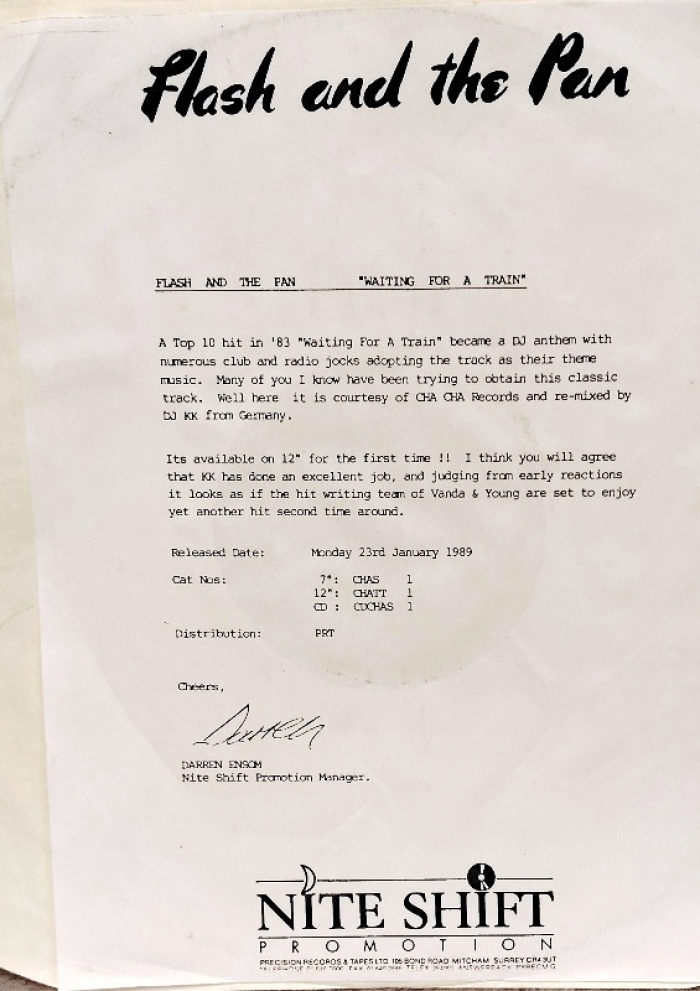 Flash and the Pan
FLASH AND THE PAN "WAITING FOR A TRAIN"
A Top 10 hit in '83 "Waiting For A Train" became a DJ anthem with
numerous club and radio jocks adopting the track as their theme
music. Many of you I know have been trying to obtain this classic
track. Well here it is courtesy of CHA CHA Records and re-mixed by
DJ KK from Germany.
Its available on 12" for the first time !! I think you will agree
that KK has done an excellent job, and judging from early reactions
it looks as if the hit writing team of Vanda & Young are set to enjoy
yet another hit second time around.
Released Date: Monday 23rd January 1989
Cat Nos: 7": CHAS 1
12": CHATT 1
CD : CDCHAS 1
Distribution: PRT
Cheers,
Darren
DARREN ENSOM
Nite Shift Promotion Manager.
NITE SHIFT
PROMOTION
PRECISION RECORDS & TAPES LTD 105 BOND ROAD MITCHAM SURREY CR4 3UT